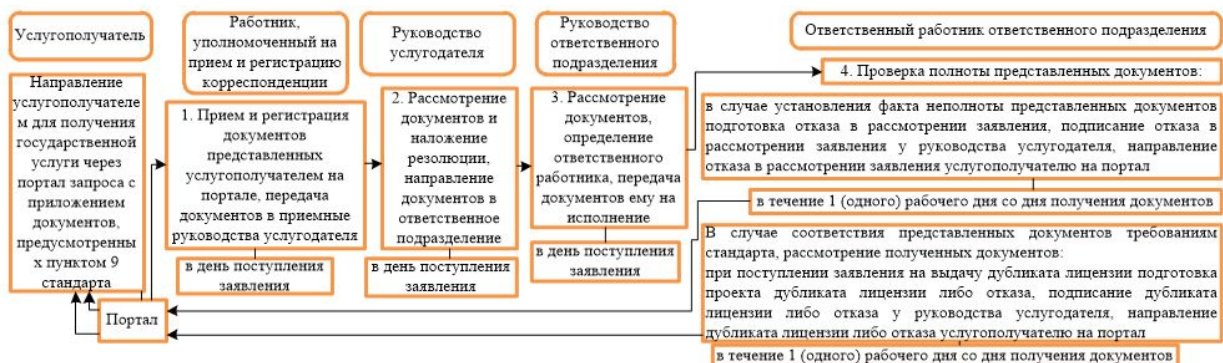 Услугополучатель
Работник,
уполномоченный на
прием и регистрацию
корреспонденции
Руководство
услугодателя
Руководство
ответственного
подразделения
Ответственный работник ответственного подразделения
Направление
услугополучателе
м для получения
государственной
услуги через
портал запроса с
приложением
документов,
предусмотренны
х пунктом 9
стандарта
1. Прием и регистрация
документов
представленных
услугополучателем на
портале, передача
документов в приемные
руководства услугодателя
в день поступления
заявления
2. Рассмотрение
документов и
наложение
резолюции,
направление
документов в
ответственное
подразделение
в день поступления
заявления
3. Рассмотрение
документов,
определение
ответственного
работника, передача
документов ему на
исполнение
в день поступления
заявления
4. Проверка полноты представленных документов:
в случае установления факта неполноты представленных документов
подготовка отказа в рассмотрении заявления, подписание отказа в
рассмотрении заявления у руководства услугодателя, направление
отказа в рассмотрении заявления услугополучателю на портал
в течение 1 (одного) рабочего дня со дня получения документов
В случае соответствия представленных документов требованиям
стандарта, рассмотрение полученных документов:
при поступлении заявления на выдачу дубликата лицензии подготовка
проекта дубликата лицензии либо отказа, подписание дубликата
лицензии либо отказа у руководства услугодателя, направление
дубликата лицензии либо отказа услугополучателю на портал
в течение 1 (одного) рабочего дня со дня получения документов
Портал